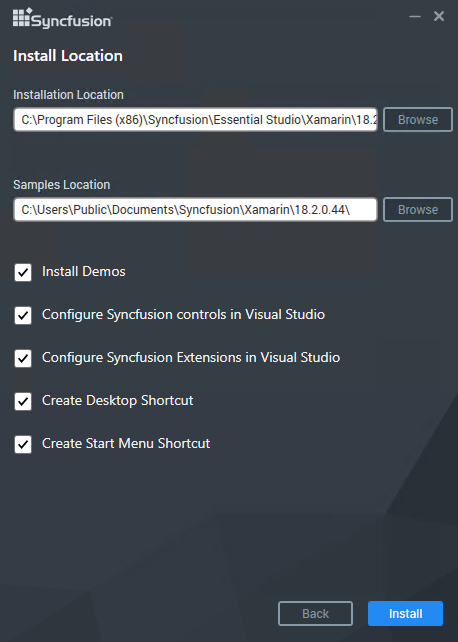 Syncfusion
Install Location
Installation Location
C:\Program Files (x86)\Syncfusion\Essential Studio\Xamarin\18.2
Browse
Samples Location
C:\Users\Public\Documents\Syncfusion\Xamarin\18.2.0.44\
Browse
Install Demos
Configure Syncfusion controls in Visual Studio
Configure Syncfusion Extensions in Visual Studio
Create Desktop Shortcut
Create Start Menu Shortcut
Back
Install